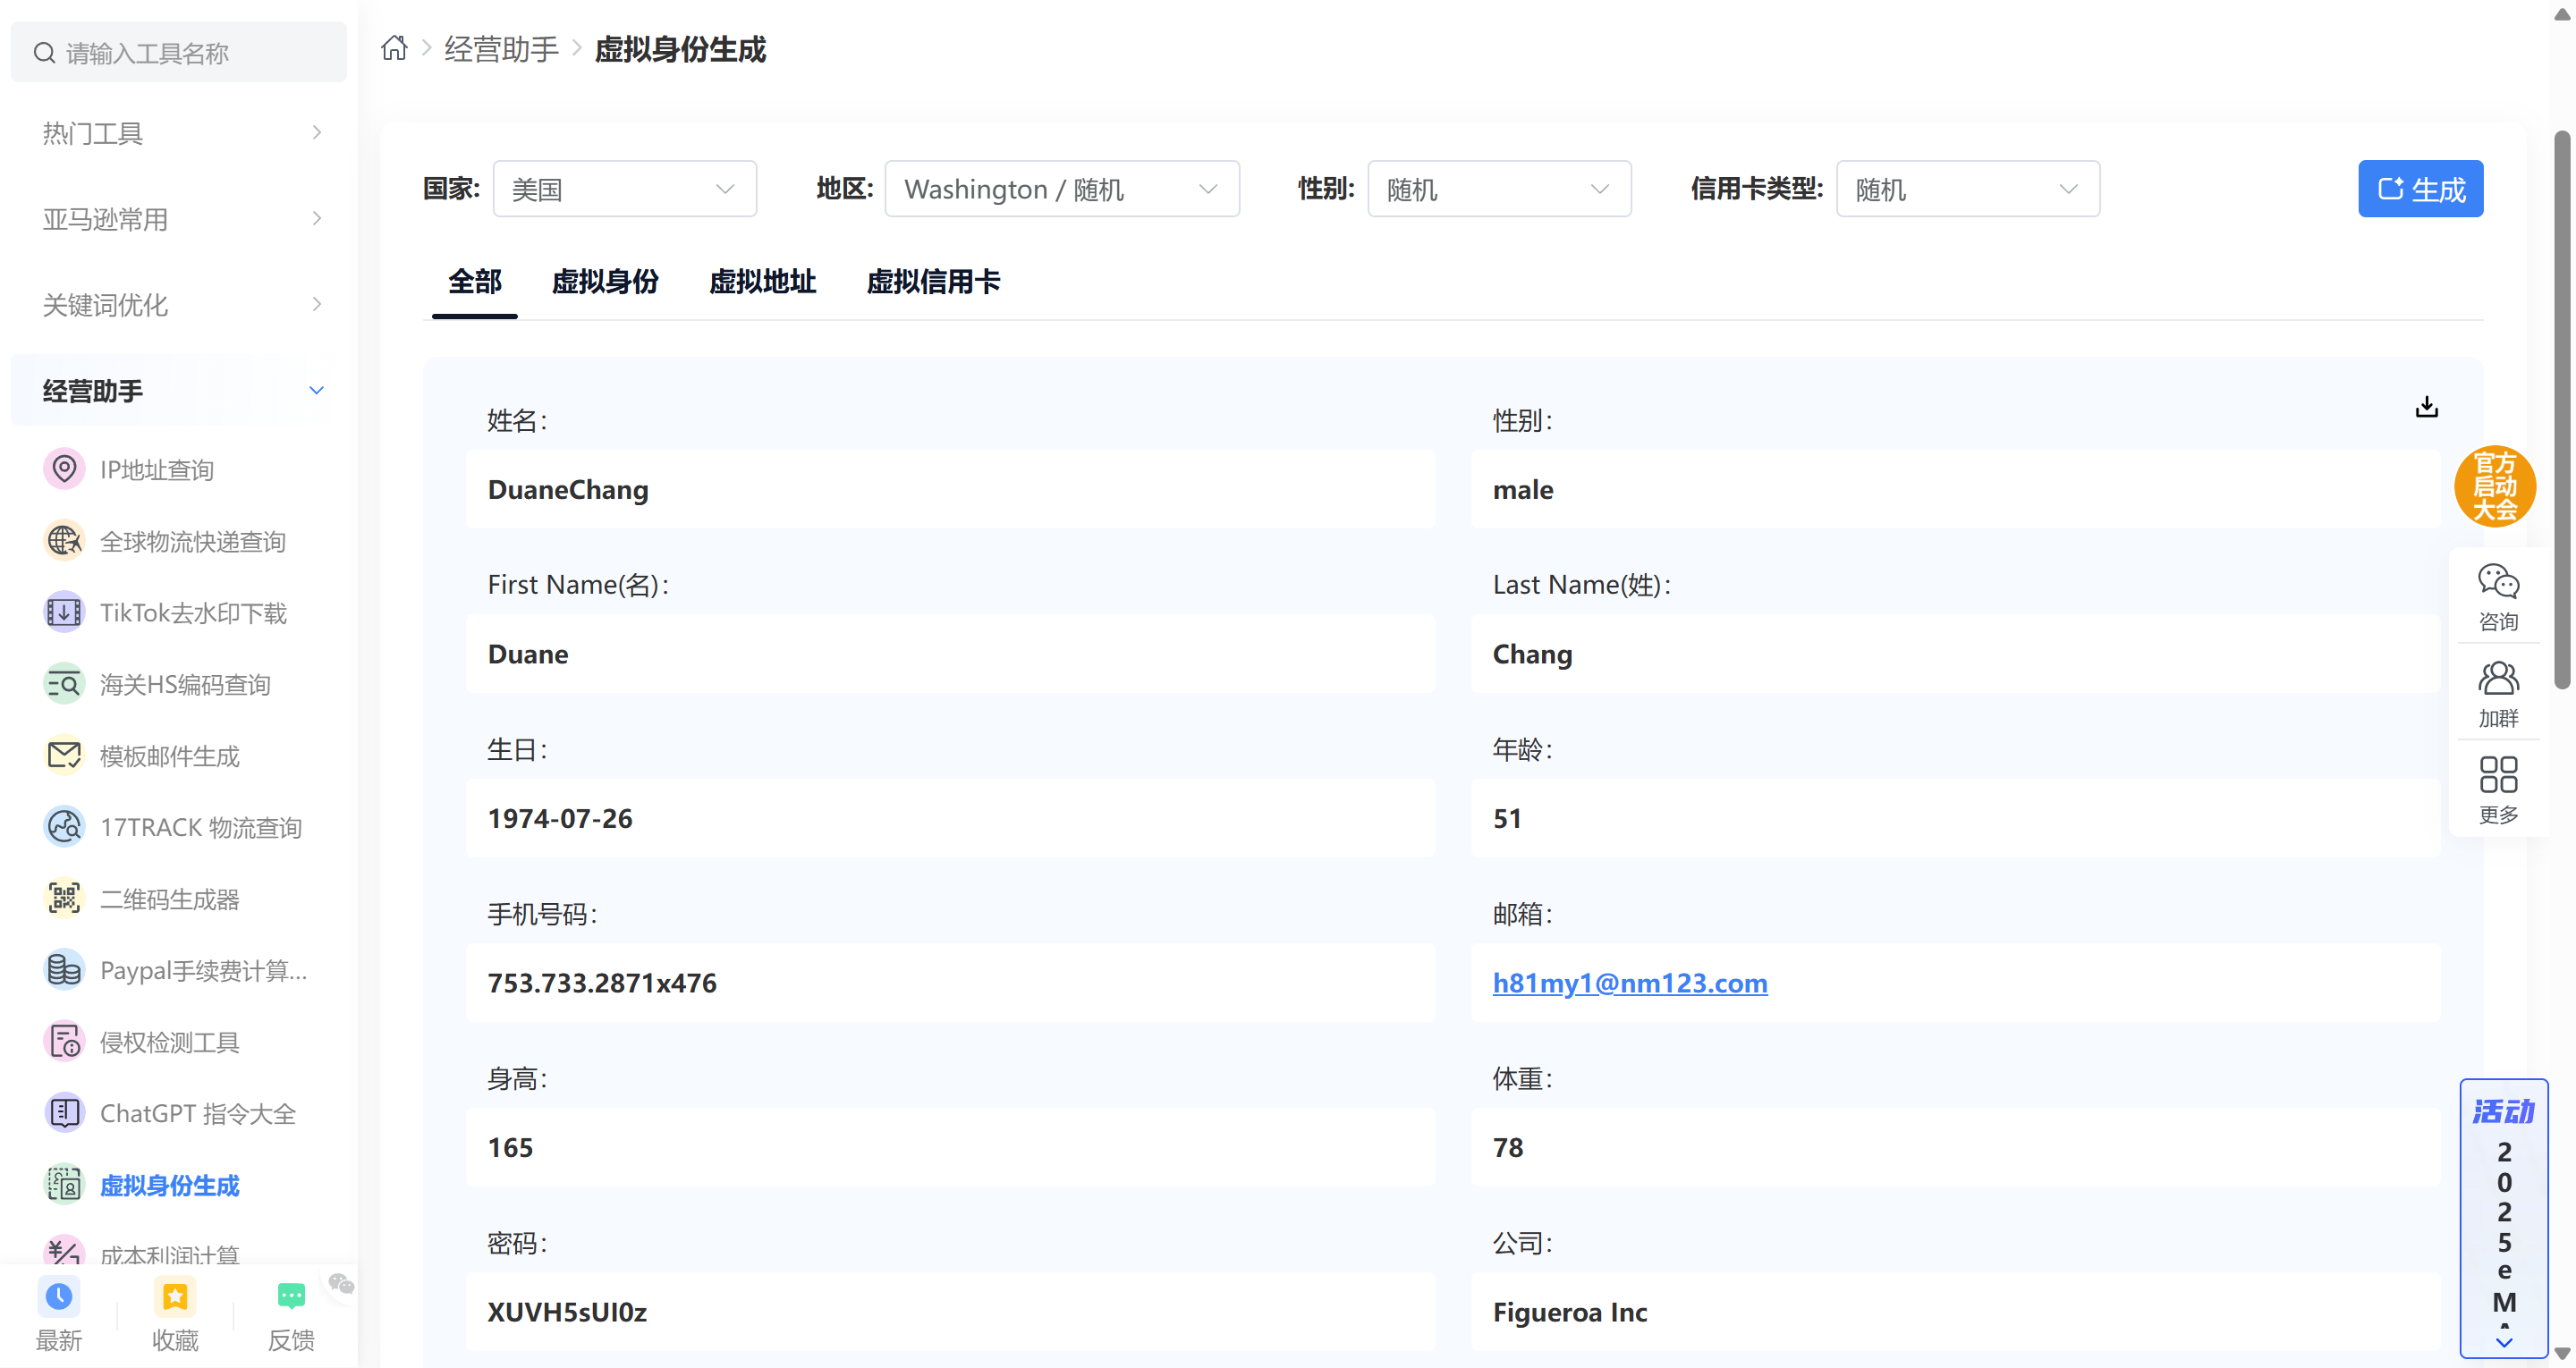 请输入工具名称
热门工具
亚马逊常用
关键词优化
经营助手
IP地址查询
全球物流快递查询
TikTok去水印下载
海关HS编码查询
模板邮件生成
17TRACK 物流查询
二维码生成器
Paypal手续费计算...
侵权检测工具
ChatGPT 指令大全
虚拟身份生成
成本利润计算
最新
收藏
反馈
经营助手 > 虚拟身份生成
国家: 美国 地区: Washington / 随机 性别: 随机 信用卡类型: 随机 生成
全部 虚拟身份 虚拟地址 虚拟信用卡
姓名: 性别:
DuaneChang male
First Name(名): Last Name(姓):
Duane Chang
生日: 年龄:
1974-07-26 51
手机号码: 邮箱:
753.733.2871x476 h81my1@nm123.com
身高: 体重:
165 78
密码: 公司:
XUVH5sUI0z Figueroa Inc
官方
启动
大会
咨询
加群
更多
活动
2
0
2
5
e
M